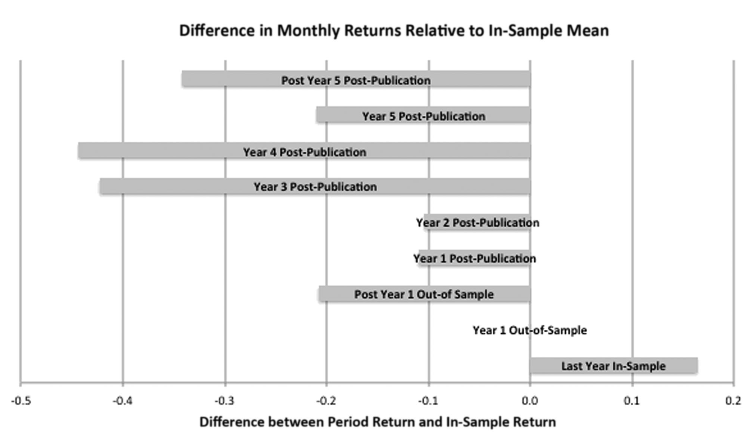 Difference in Monthly Returns Relative to In-Sample Mean
Post Year 5 Post-Publication
Year 5 Post-Publication
Year 4 Post-Publication
Year 3 Post-Publication
Year 2 Post-Publication
Year 1 Post-Publication
Post Year 1 Out-of Sample
Year 1 Out-of-Sample
Last Year In-Sample
-0.5 -0.4 -0.3 -0.2 -0.1 0.0 0.1 0.2
Difference between Period Return and In-Sample Return